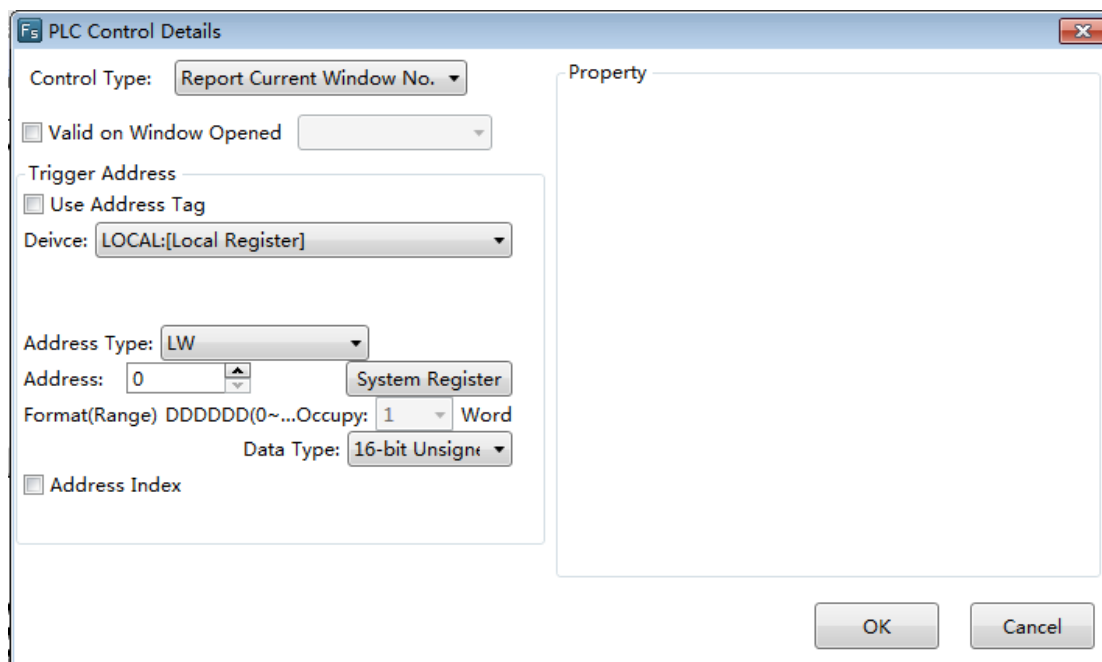 Fs PLC Control Details
Control Type: Report Current Window No.
Property
Valid on Window Opened
Trigger Address
Use Address Tag
Deivce: LOCAL:[Local Register]
Address Type: LW
Address: 0 System Register
Format(Range) DDDDDD(0~...Occupy: 1 Word
Data Type: 16-bit Unsigne
Address Index
OK Cancel